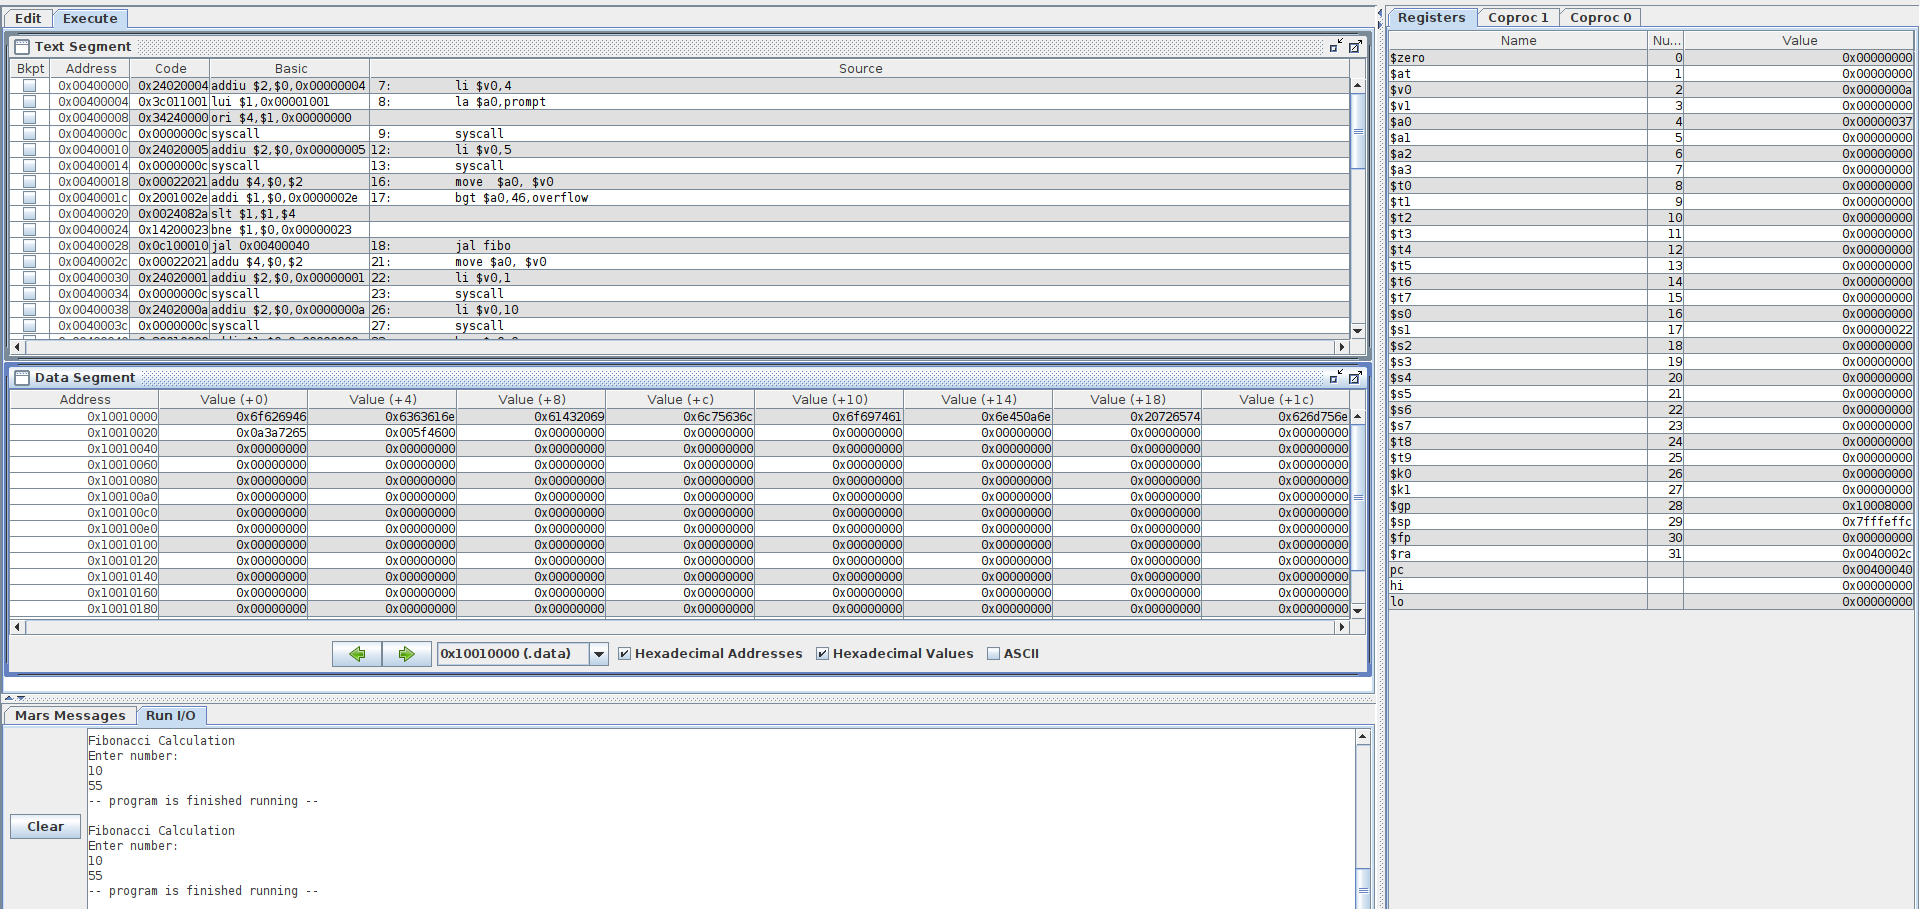 Edit Execute
Text Segment
Bkpt Address Code Basic Source
0x00400000 0x24020004 addiu $2,$0,0x00000004 7: li $v0,4
0x00400004 0x3c011001 lui $1,0x00001001 8: la $a0,prompt
0x00400008 0x34240000 ori $4,$1,0x00000000
0x0040000c 0x0000000c syscall 9: syscall
0x00400010 0x24020005 addiu $2,$0,0x00000005 12: li $v0,5
0x00400014 0x0000000c syscall 13: syscall
0x00400018 0x00022021 addu $4,$0,$2 16: move $a0, $v0
0x0040001c 0x2001002e addi $1,$0,0x0000002e 17: bgt $a0,46,overflow
0x00400020 0x0024082a slt $1,$1,$4
0x00400024 0x14200023 bne $1,$0,0x00000023
0x00400028 0x0c100010 jal 0x00400040 18: jal fibo
0x0040002c 0x00022021 addu $4,$0,$2 21: move $a0, $v0
0x00400030 0x24020001 addiu $2,$0,0x00000001 22: li $v0,1
0x00400034 0x0000000c syscall 23: syscall
0x00400038 0x2402000a addiu $2,$0,0x0000000a 26: li $v0,10
0x0040003c 0x0000000c syscall 27: syscall
Data Segment
Address Value (+0) Value (+4) Value (+8) Value (+c) Value (+10) Value (+14) Value (+18) Value (+1c)
0x10010000 0x6f626946 0x6363616e 0x61432069 0x6c75636c 0x6f697461 0x6e450a6e 0x20726574 0x626d756e
0x10010020 0x0a3a7265 0x005f4600 0x00000000 0x00000000 0x00000000 0x00000000 0x00000000 0x00000000
0x10010040 0x00000000 0x00000000 0x00000000 0x00000000 0x00000000 0x00000000 0x00000000 0x00000000
0x10010060 0x00000000 0x00000000 0x00000000 0x00000000 0x00000000 0x00000000 0x00000000 0x00000000
0x10010080 0x00000000 0x00000000 0x00000000 0x00000000 0x00000000 0x00000000 0x00000000 0x00000000
0x100100a0 0x00000000 0x00000000 0x00000000 0x00000000 0x00000000 0x00000000 0x00000000 0x00000000
0x100100c0 0x00000000 0x00000000 0x00000000 0x00000000 0x00000000 0x00000000 0x00000000 0x00000000
0x100100e0 0x00000000 0x00000000 0x00000000 0x00000000 0x00000000 0x00000000 0x00000000 0x00000000
0x10010100 0x00000000 0x00000000 0x00000000 0x00000000 0x00000000 0x00000000 0x00000000 0x00000000
0x10010120 0x00000000 0x00000000 0x00000000 0x00000000 0x00000000 0x00000000 0x00000000 0x00000000
0x10010140 0x00000000 0x00000000 0x00000000 0x00000000 0x00000000 0x00000000 0x00000000 0x00000000
0x10010160 0x00000000 0x00000000 0x00000000 0x00000000 0x00000000 0x00000000 0x00000000 0x00000000
0x10010180 0x00000000 0x00000000 0x00000000 0x00000000 0x00000000 0x00000000 0x00000000 0x00000000
0x10010000 (.data) Hexadecimal Addresses Hexadecimal Values ASCII
Mars Messages Run I/O
Clear
Fibonacci Calculation
Enter number:
10
55
-- program is finished running --
Fibonacci Calculation
Enter number:
10
55
-- program is finished running --
Registers Coproc 1 Coproc 0
Name Nu... Value
$zero 0 0x00000000
$at 1 0x00000000
$v0 2 0x0000000a
$v1 3 0x00000000
$a0 4 0x00000037
$a1 5 0x00000000
$a2 6 0x00000000
$a3 7 0x00000000
$t0 8 0x00000000
$t1 9 0x00000000
$t2 10 0x00000000
$t3 11 0x00000000
$t4 12 0x00000000
$t5 13 0x00000000
$t6 14 0x00000000
$t7 15 0x00000000
$s0 16 0x00000000
$s1 17 0x00000022
$s2 18 0x00000000
$s3 19 0x00000000
$s4 20 0x00000000
$s5 21 0x00000000
$s6 22 0x00000000
$s7 23 0x00000000
$t8 24 0x00000000
$t9 25 0x00000000
$k0 26 0x00000000
$k1 27 0x00000000
$gp 28 0x10008000
$sp 29 0x7fffeffc
$fp 30 0x00000000
$ra 31 0x0040002c
pc 0x00400040
hi 0x00000000
lo 0x00000000